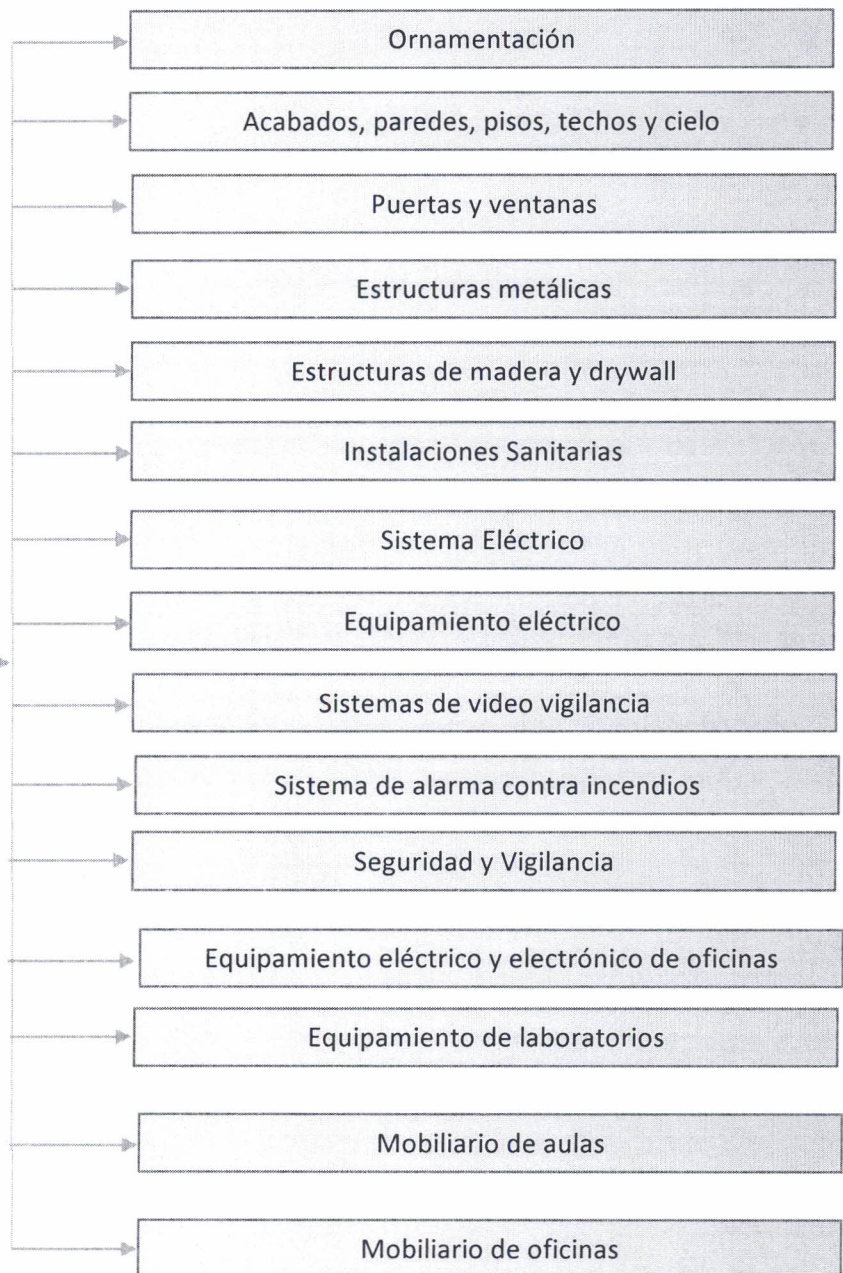 Ornamentación
Acabados, paredes, pisos, techos y cielo
Puertas y ventanas
Estructuras metálicas
Estructuras de madera y drywall
Instalaciones Sanitarias
Sistema Eléctrico
Equipamiento eléctrico
Sistemas de video vigilancia
Sistema de alarma contra incendios
Seguridad y Vigilancia
Equipamiento eléctrico y electrónico de oficinas
Equipamiento de laboratorios
Mobiliario de aulas
Mobiliario de oficinas